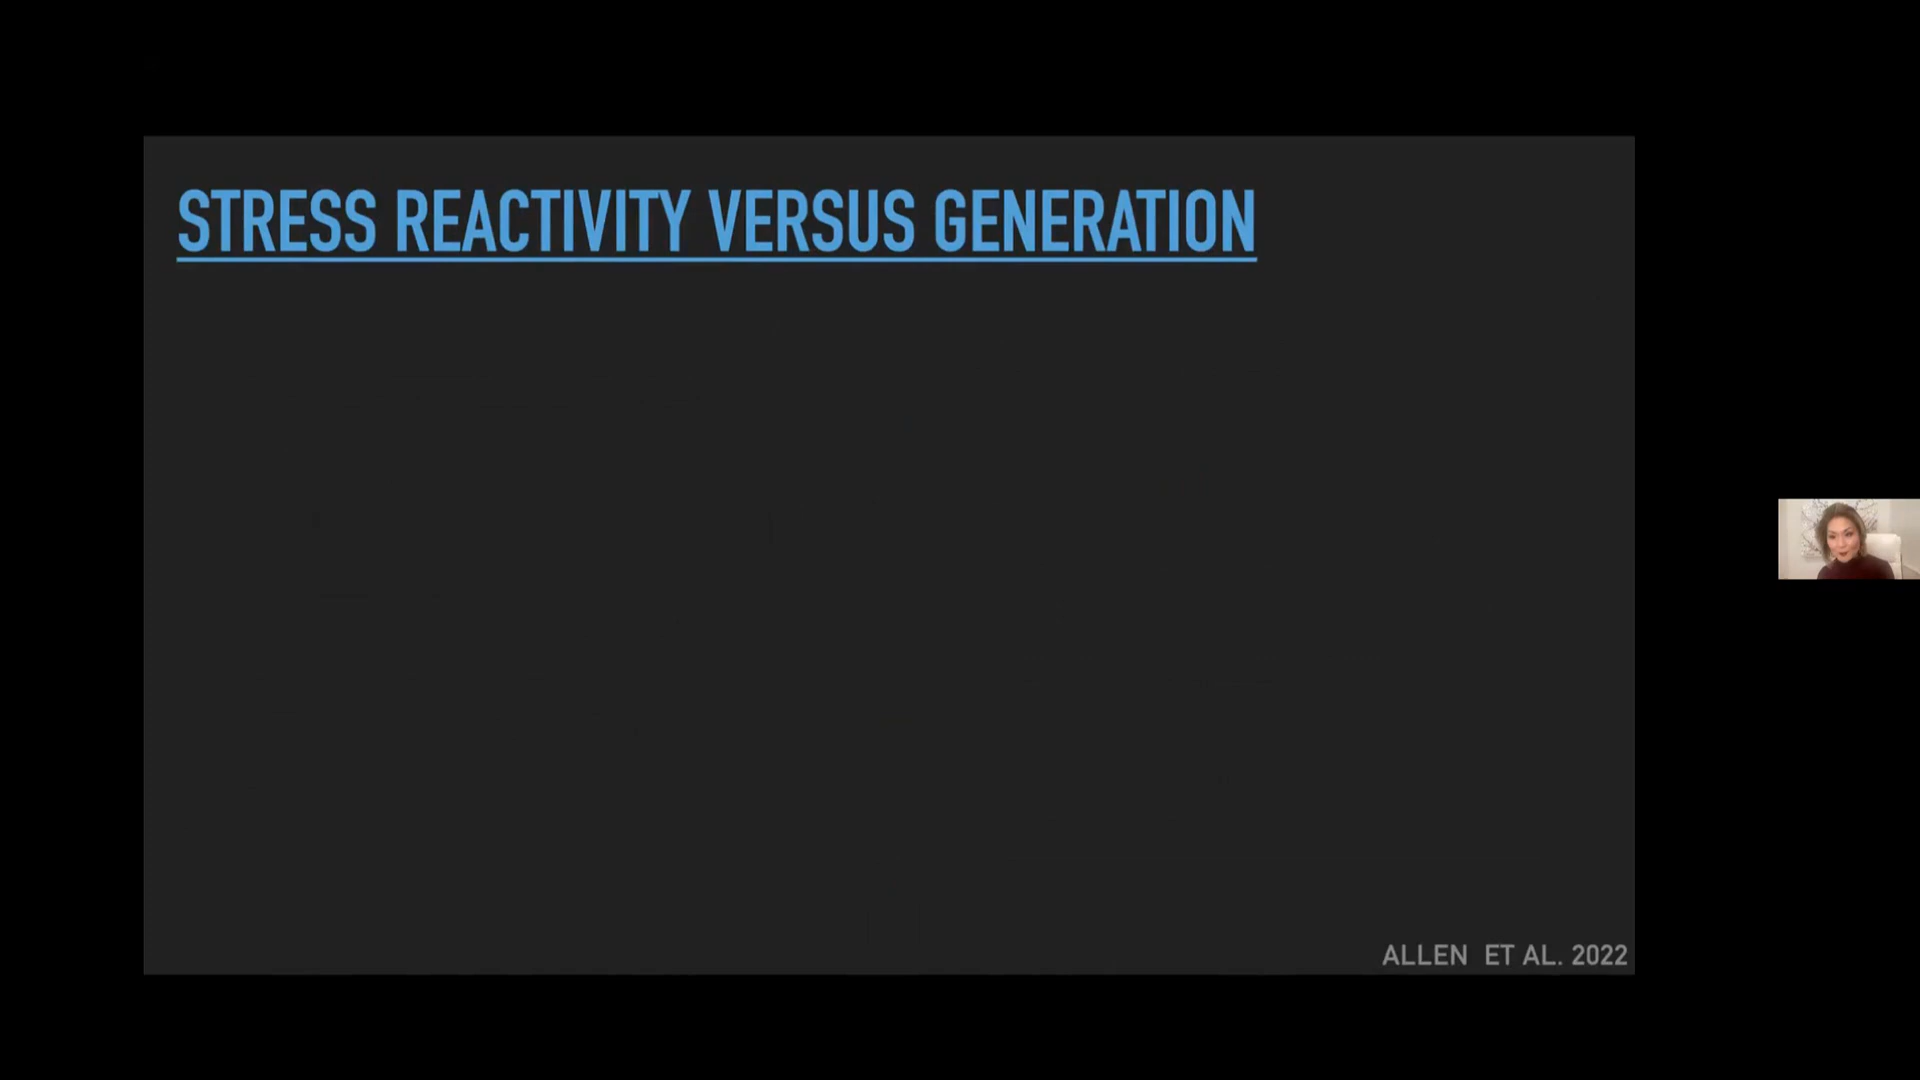 STRESS REACTIVITY VERSUS GENERATION
ALLEN ET AL. 2022